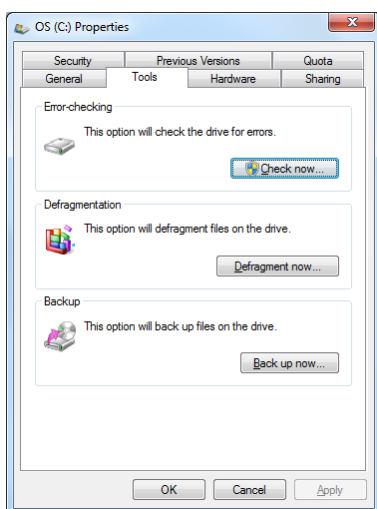 OS (C:) Properties
Security Previous Versions Quota
General Tools Hardware Sharing
Error-checking
This option will check the drive for errors.
Check now...
Defragmentation
This option will defragment files on the drive.
Defragment now...
Backup
This option will back up files on the drive.
Back up now...
OK Cancel Apply